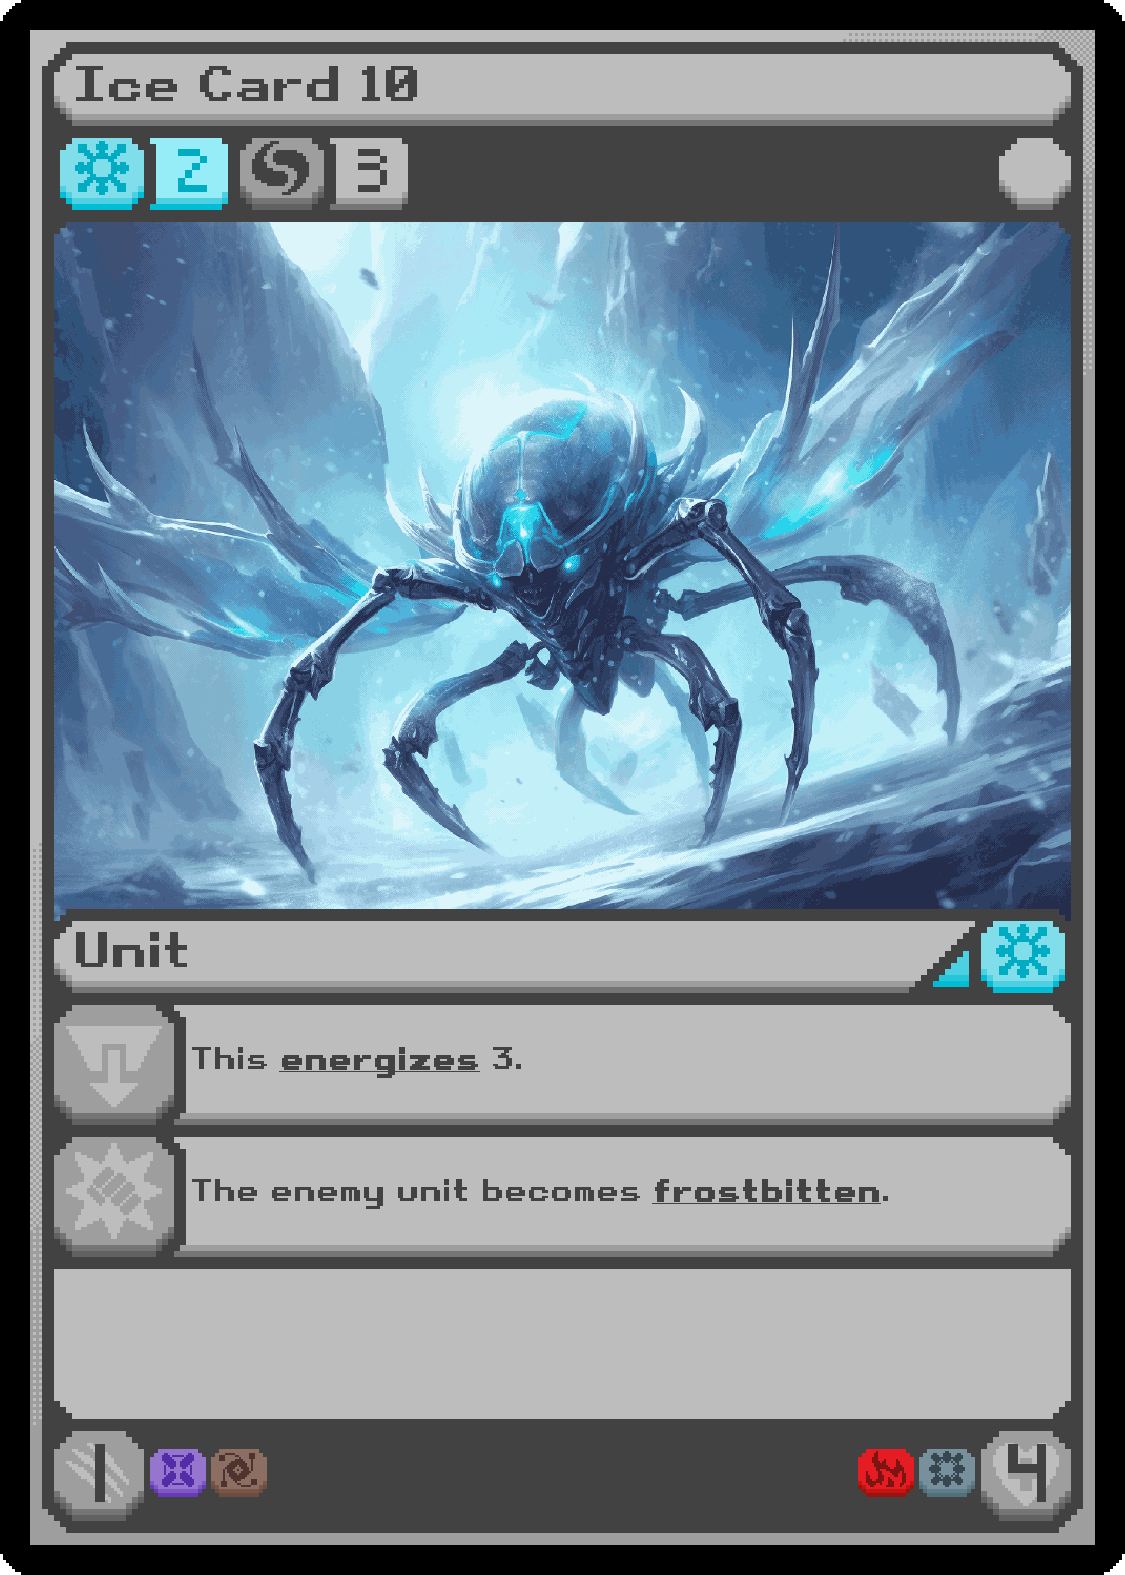 Ice Card 10
2 3
Unit
This energizes 3.
The enemy unit becomes frostbitten.
1 4